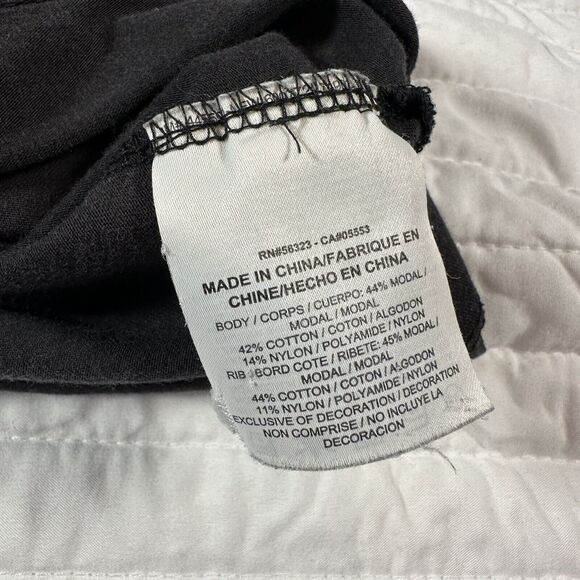 RN#56323 - CA#05553
MADE IN CHINA/FABRIQUE EN
CHINE/HECHO EN CHINA
BODY / CORPS / CUERPO: 44% MODAL /
MODAL / MODAL
42% COTTON / COTON / ALGODON
14% NYLON / POLYAMIDE / NYLON
RIB / BORD COTE / RIBETE: 45% MODAL /
MODAL / MODAL
44% COTTON / COTON / ALGODON
11% NYLON / POLYAMIDE / NYLON
EXCLUSIVE OF DECORATION / DECORATION
NON COMPRISE / NO INCLUYE LA
DECORACION